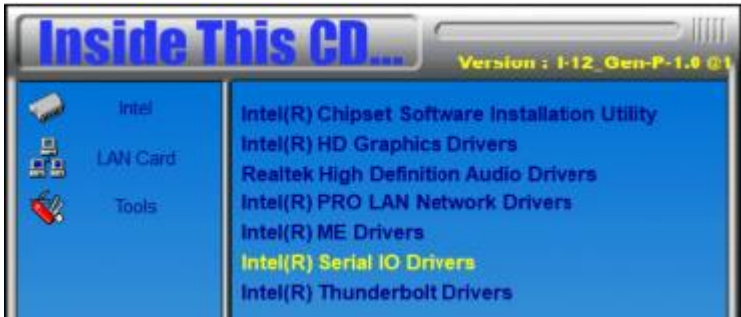 Inside This CD...
Version : I-12_Gen-P-1.0 @1
Intel
LAN Card
Tools
Intel(R) Chipset Software Installation Utility
Intel(R) HD Graphics Drivers
Realtek High Definition Audio Drivers
Intel(R) PRO LAN Network Drivers
Intel(R) ME Drivers
Intel(R) Serial IO Drivers
Intel(R) Thunderbolt Drivers